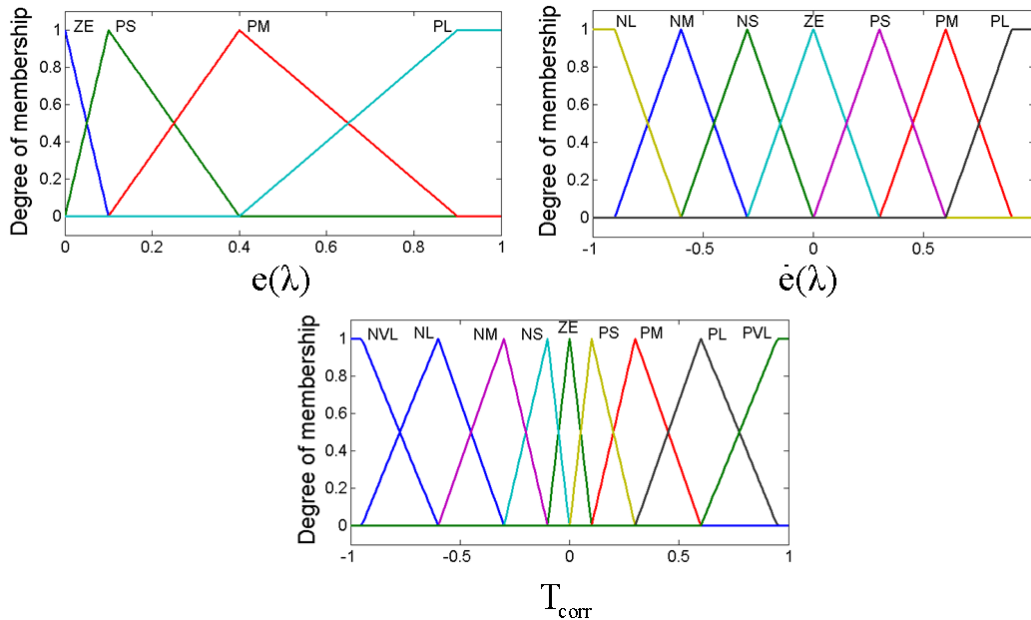 ZE PS PM PL
Degree of membership
1
0.8
0.6
0.4
0.2
0
0 0.2 0.4 0.6 0.8 1
e(λ)
NL NM NS ZE PS PM PL
Degree of membership
1
0.8
0.6
0.4
0.2
0
-1 -0.5 0 0.5
ė(λ)
NVL NL NM NS ZE PS PM PL PVL
Degree of membership
1
0.8
0.6
0.4
0.2
0
-1 -0.5 0 0.5 1
Tcorr